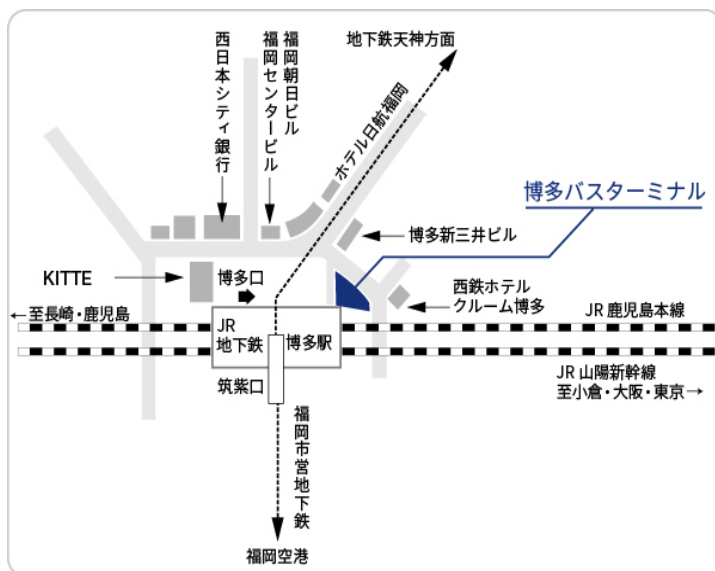 地下鉄天神方面
西日本シティ銀行
福岡センタービル
福岡朝日ビル
ホテル日航福岡
博多バスターミナル
博多新三井ビル
KITTE
博多口
西鉄ホテル
クルーム博多
←至長崎・鹿児島
JR
地下鉄
博多駅
JR 鹿児島本線
筑紫口
JR 山陽新幹線
至小倉・大阪・東京→
福岡市営地下鉄
福岡空港